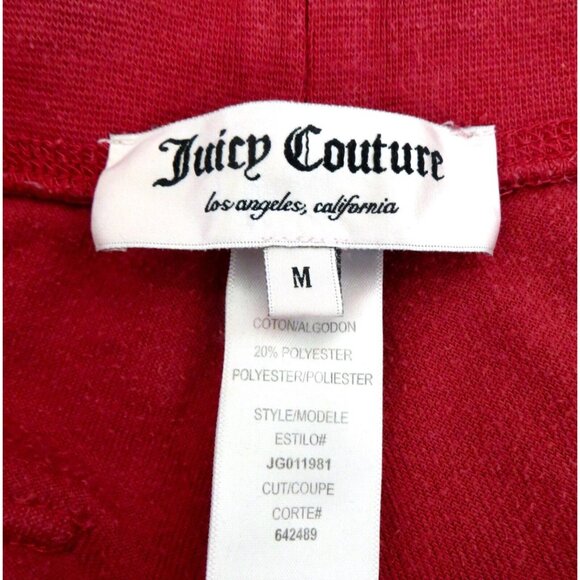 Juicy Couture
los angeles, california
M
COTON/ALGODON
20% POLYESTER
POLYESTER/POLIESTER
STYLE/MODELE
ESTILO#
JG011981
CUT/COUPE
CORTE#
642489